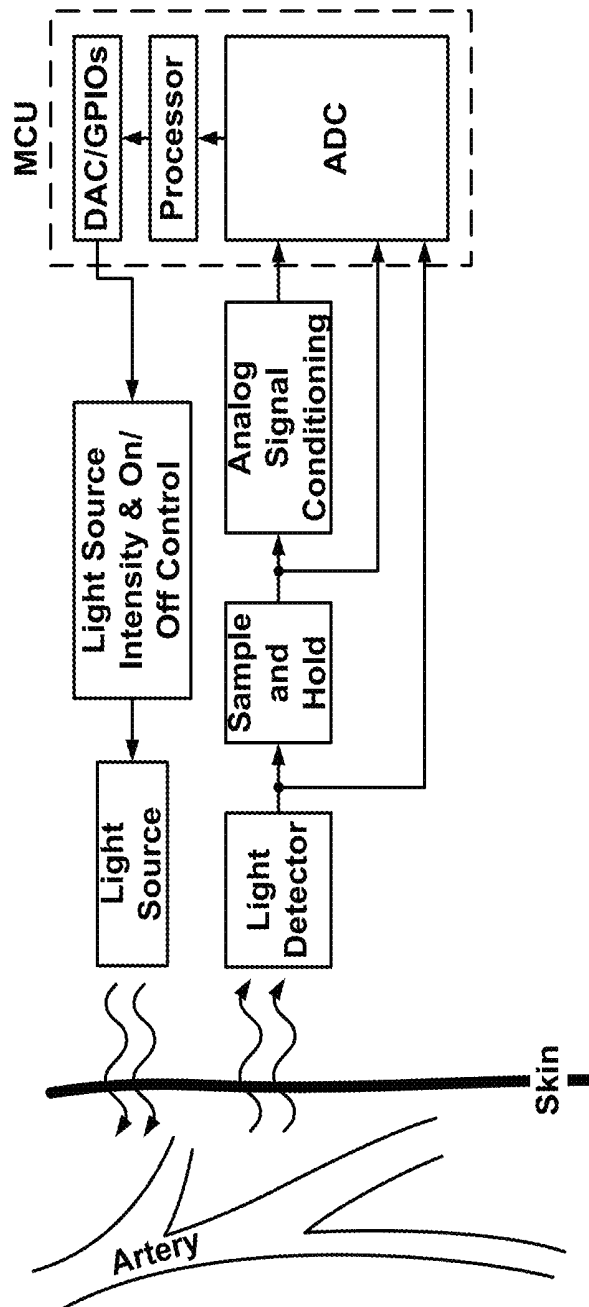 MCU
DAC/GPIOs
Processor
ADC
Light Source
Intensity & On/
Off Control
Analog
Signal
Conditioning
Sample
and
Hold
Light
Source
Light
Detector
Skin
Artery